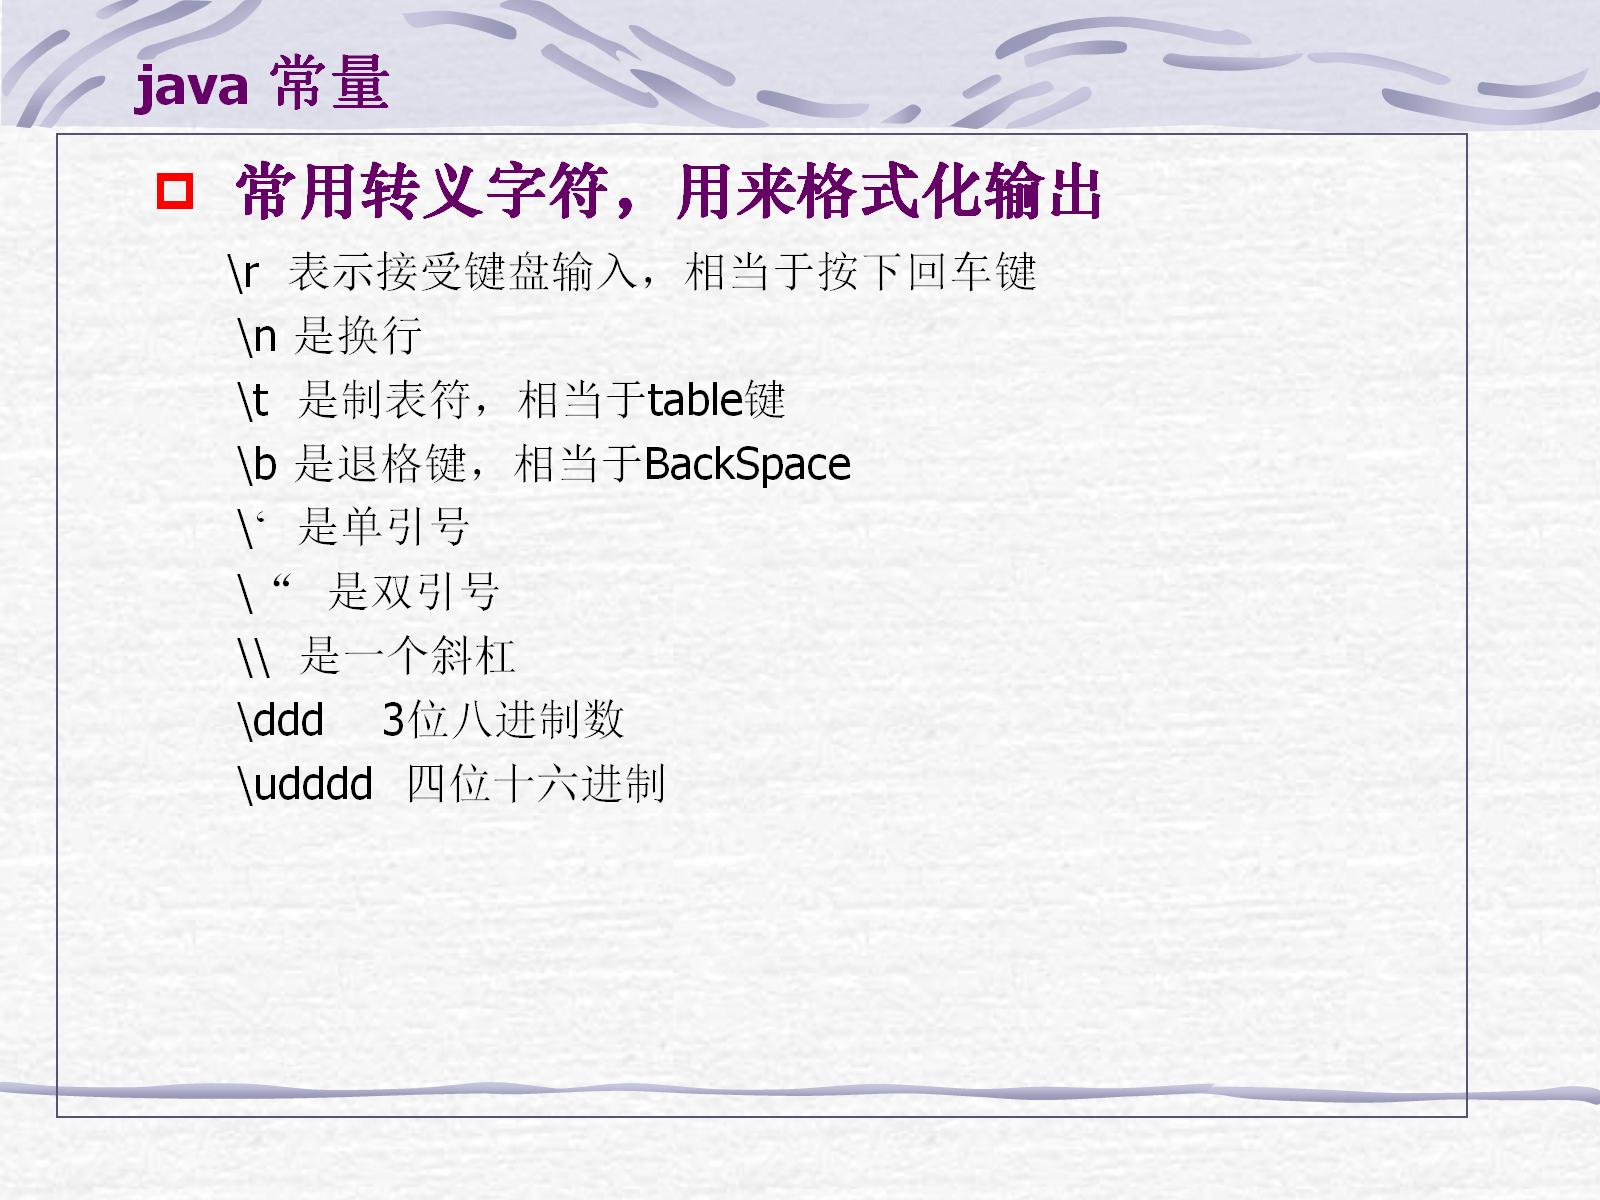 java 常量
常用转义字符，用来格式化输出
\r 表示接受键盘输入，相当于按下回车键
\n 是换行
\t 是制表符，相当于table键
\b 是退格键，相当于BackSpace
\‘ 是单引号
\ “ 是双引号
\\ 是一个斜杠
\ddd 3位八进制数
\udddd 四位十六进制